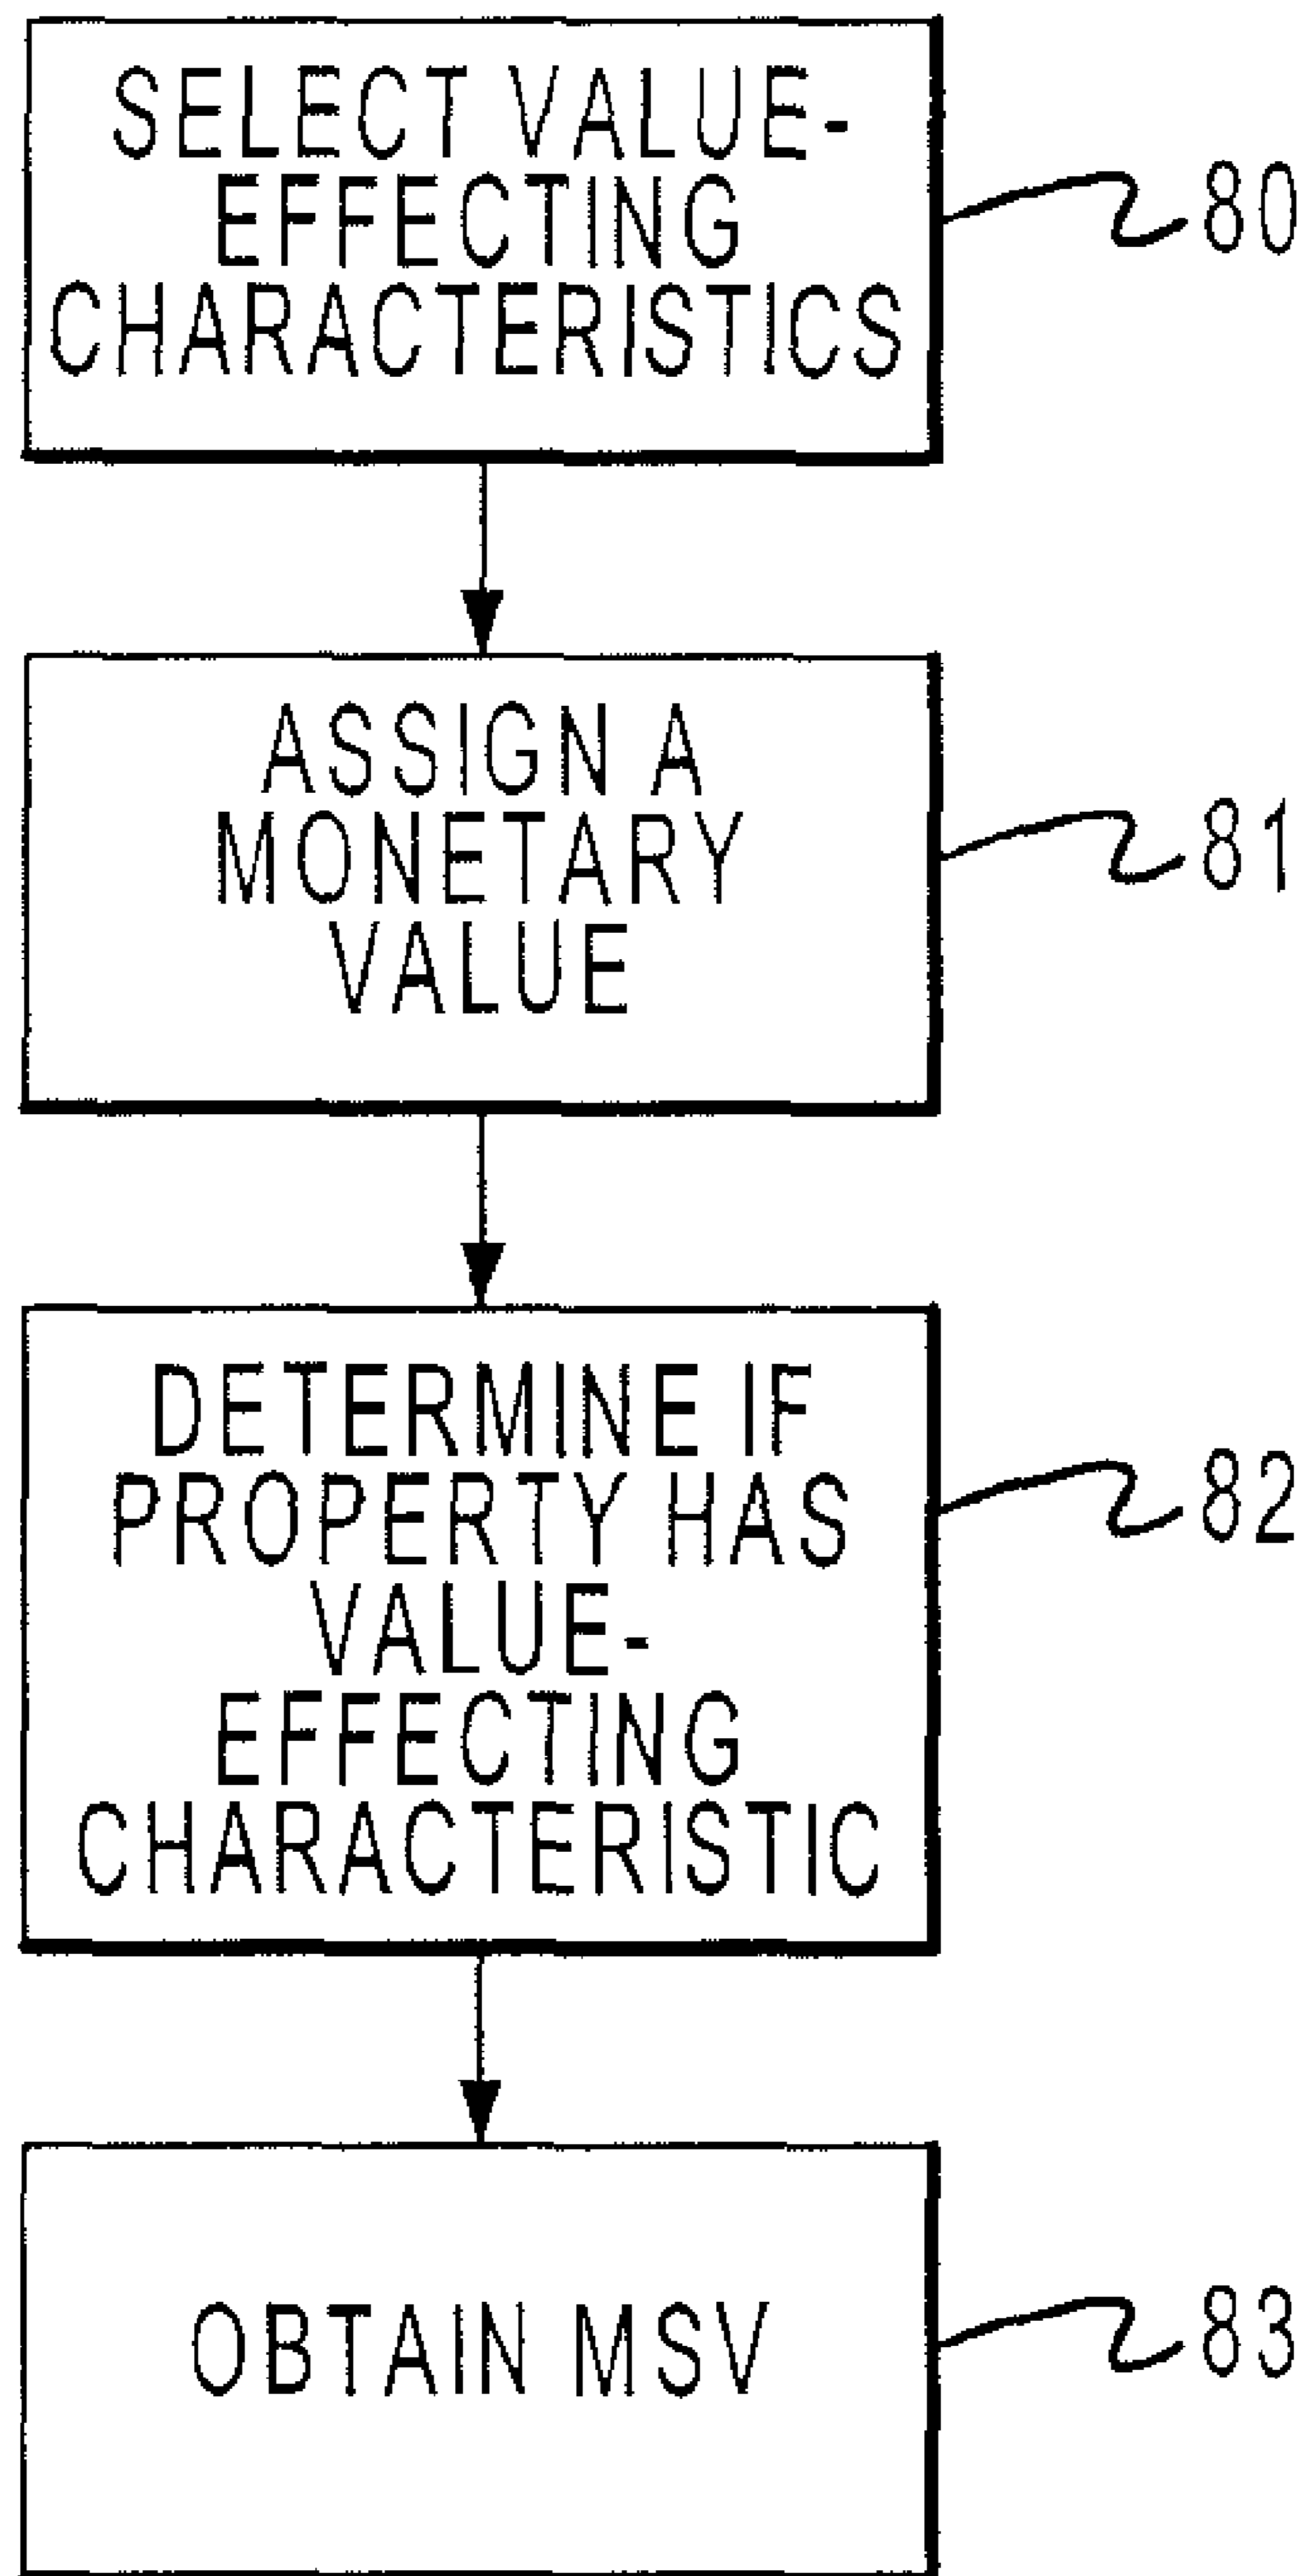 SELECT VALUE-
EFFECTING
CHARACTERISTICS
80
ASSIGN A
MONETARY
VALUE
81
DETERMINE IF
PROPERTY HAS
VALUE-
EFFECTING
CHARACTERISTIC
82
OBTAIN MSV
83